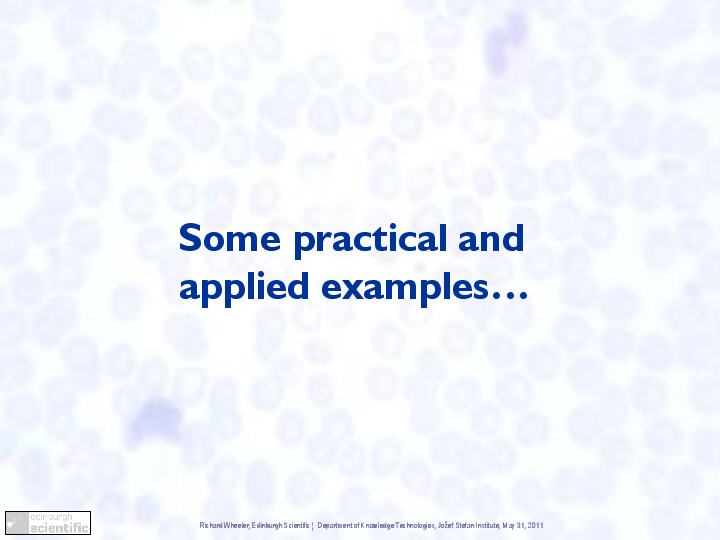 Some practical and
applied examples…
edinburgh
scientific
Richard Wheeler, Edinburgh Scientific ¦ Department of Knowledge Technologies, Jožef Stefan Institute, May 31, 2011